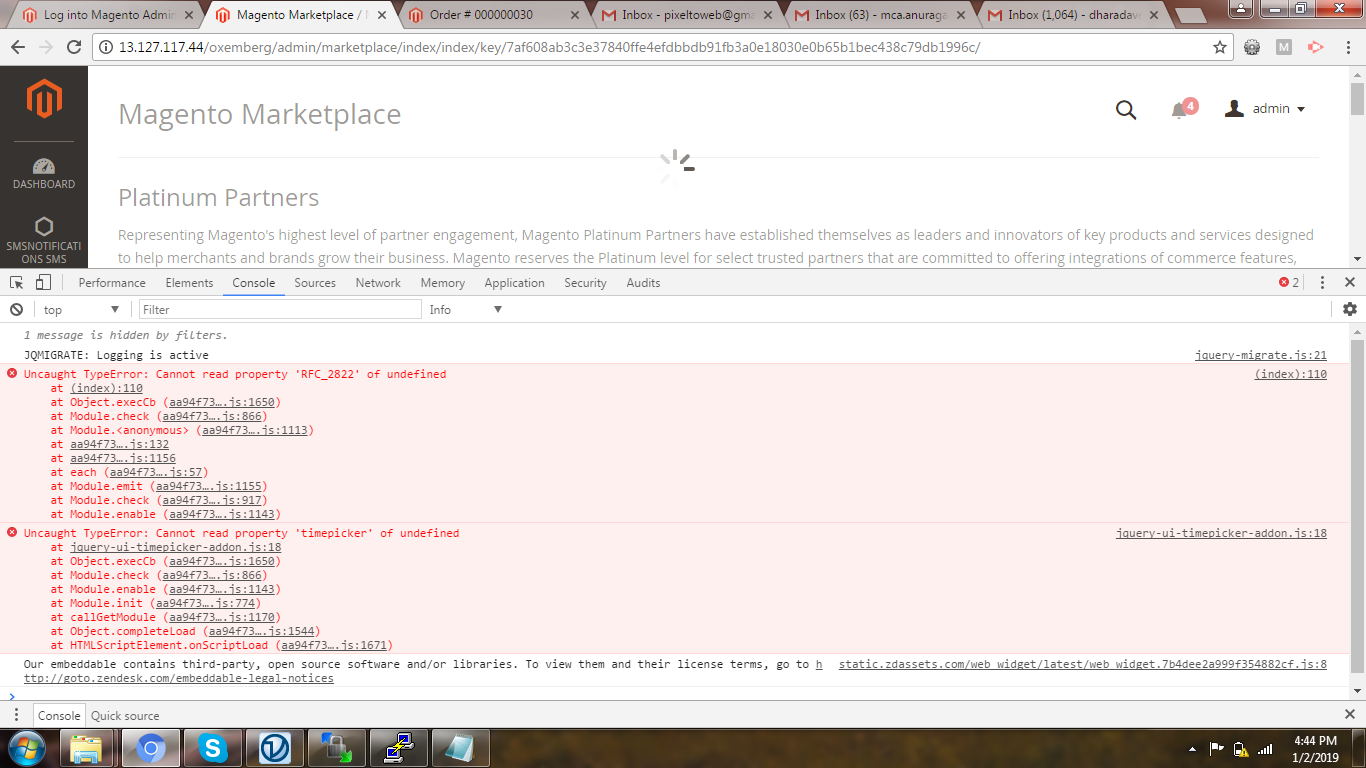 Log into Magento Admin
Magento Marketplace /
Order # 000000030
Inbox - pixeltoweb@gma
Inbox (63) - mca.anuraga
Inbox (1,064) - dharadave
13.127.117.44/oxemberg/admin/marketplace/index/index/key/7af608ab3c3e37840ffe4efdbbdb91fb3a0e18030e0b65b1bec438c79db1996c/
M
Magento Marketplace
4
admin
DASHBOARD
SMSNOTIFICATI
ONS SMS
Platinum Partners
Representing Magento's highest level of partner engagement, Magento Platinum Partners have established themselves as leaders and innovators of key products and services designed
to help merchants and brands grow their business. Magento reserves the Platinum level for select trusted partners that are committed to offering integrations of commerce features,
Performance Elements Console Sources Network Memory Application Security Audits 2
top Filter Info
1 message is hidden by filters.
JQMIGRATE: Logging is active jquery-migrate.js:21
Uncaught TypeError: Cannot read property 'RFC_2822' of undefined (index):110
at (index):110
at Object.execCb (aa94f73….js:1650)
at Module.check (aa94f73….js:866)
at Module.<anonymous> (aa94f73….js:1113)
at aa94f73….js:132
at aa94f73….js:1156
at each (aa94f73….js:57)
at Module.emit (aa94f73….js:1155)
at Module.check (aa94f73….js:917)
at Module.enable (aa94f73….js:1143)
Uncaught TypeError: Cannot read property 'timepicker' of undefined jquery-ui-timepicker-addon.js:18
at jquery-ui-timepicker-addon.js:18
at Object.execCb (aa94f73….js:1650)
at Module.check (aa94f73….js:866)
at Module.enable (aa94f73….js:1143)
at Module.init (aa94f73….js:774)
at callGetModule (aa94f73….js:1170)
at Object.completeLoad (aa94f73….js:1544)
at HTMLScriptElement.onScriptLoad (aa94f73….js:1671)
Our embeddable contains third-party, open source software and/or libraries. To view them and their license terms, go to h static.zdassets.com/web_widget/latest/web_widget.7b4dee2a999f354882cf.js:8
ttp://goto.zendesk.com/embeddable-legal-notices
Console Quick source
4:44 PM
1/2/2019